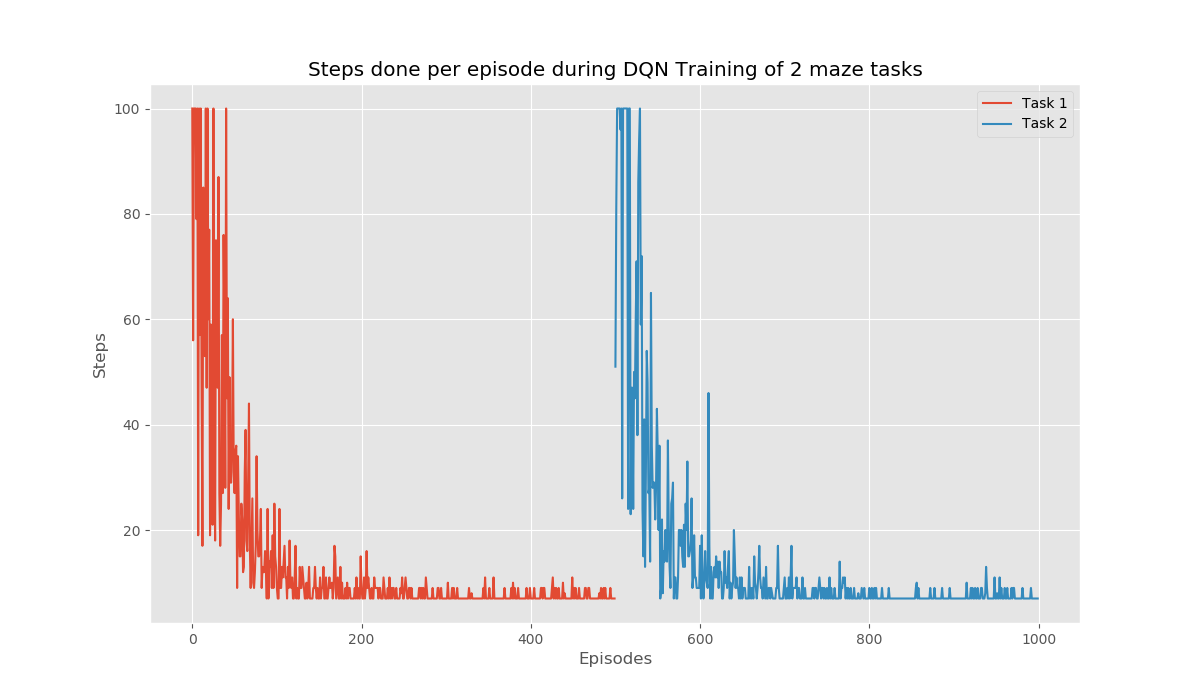 Steps done per episode during DQN Training of 2 maze tasks
Task 1
Task 2
100
80
60
40
20
Steps
0
200
400
600
800
1000
Episodes